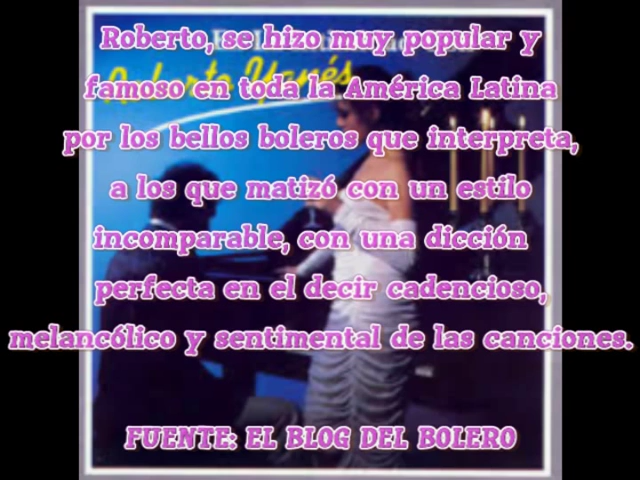 Roberto, se hizo muy popular y
famoso en toda la América Latina
por los bellos boleros que interpreta,
a los que matizó con un estilo
incomparable, con una dicción
perfecta en el decir cadencioso,
melancólico y sentimental de las canciones.
FUENTE: EL BLOG DEL BOLERO
Roberto Yanés